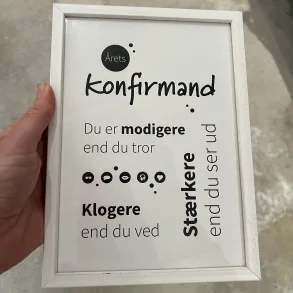 Årets
Konfirmand
Du er modigere
end du tror
Klogere
end du ved
Stærkere
end du ser ud